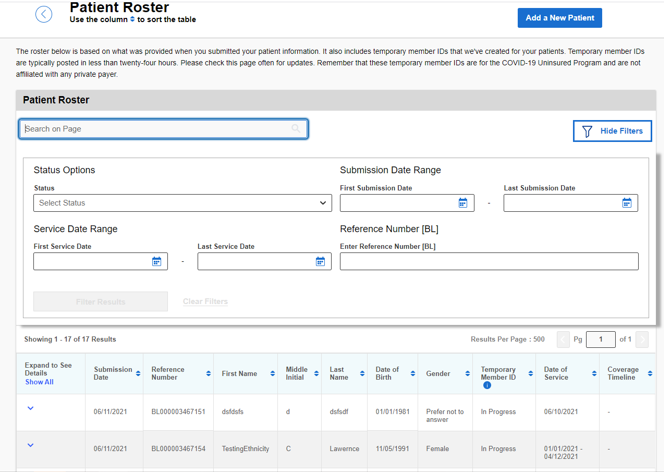 Patient Roster
Use the column to sort the table
Add a New Patient
The roster below is based on what was provided when you submitted your patient information. It also includes temporary member IDs that we've created for your patients. Temporary member IDs
are typically posted in less than twenty-four hours. Please check this page often for updates. Remember that these temporary member IDs are for the COVID-19 Uninsured Program and are not
affiliated with any private payer.
Patient Roster
Search on Page
Hide Filters
Status Options
Submission Date Range
Status
First Submission Date
Last Submission Date
Select Status
-
Service Date Range
Reference Number [BL]
First Service Date
Last Service Date
Enter Reference Number [BL]
-
Filter Results
Clear Filters
Showing 1 - 17 of 17 Results
Results Per Page : 500
Pg
1
of 1
Expand to See
Details
Show All
Submission
Date
Reference
Number
First Name
Middle
Initial
Last
Name
Date of
Birth
Gender
Temporary
Member ID
Date of
Service
Coverage
Timeline
06/11/2021
BL000003467151
dsfdsfs
d
dsfsdf
01/01/1981
Prefer not to
answer
In Progress
06/10/2021
-
06/11/2021
BL000003467154
TestingEthnicity
C
Lawernce
11/05/1991
Female
In Progress
01/01/2021 -
04/12/2021
-